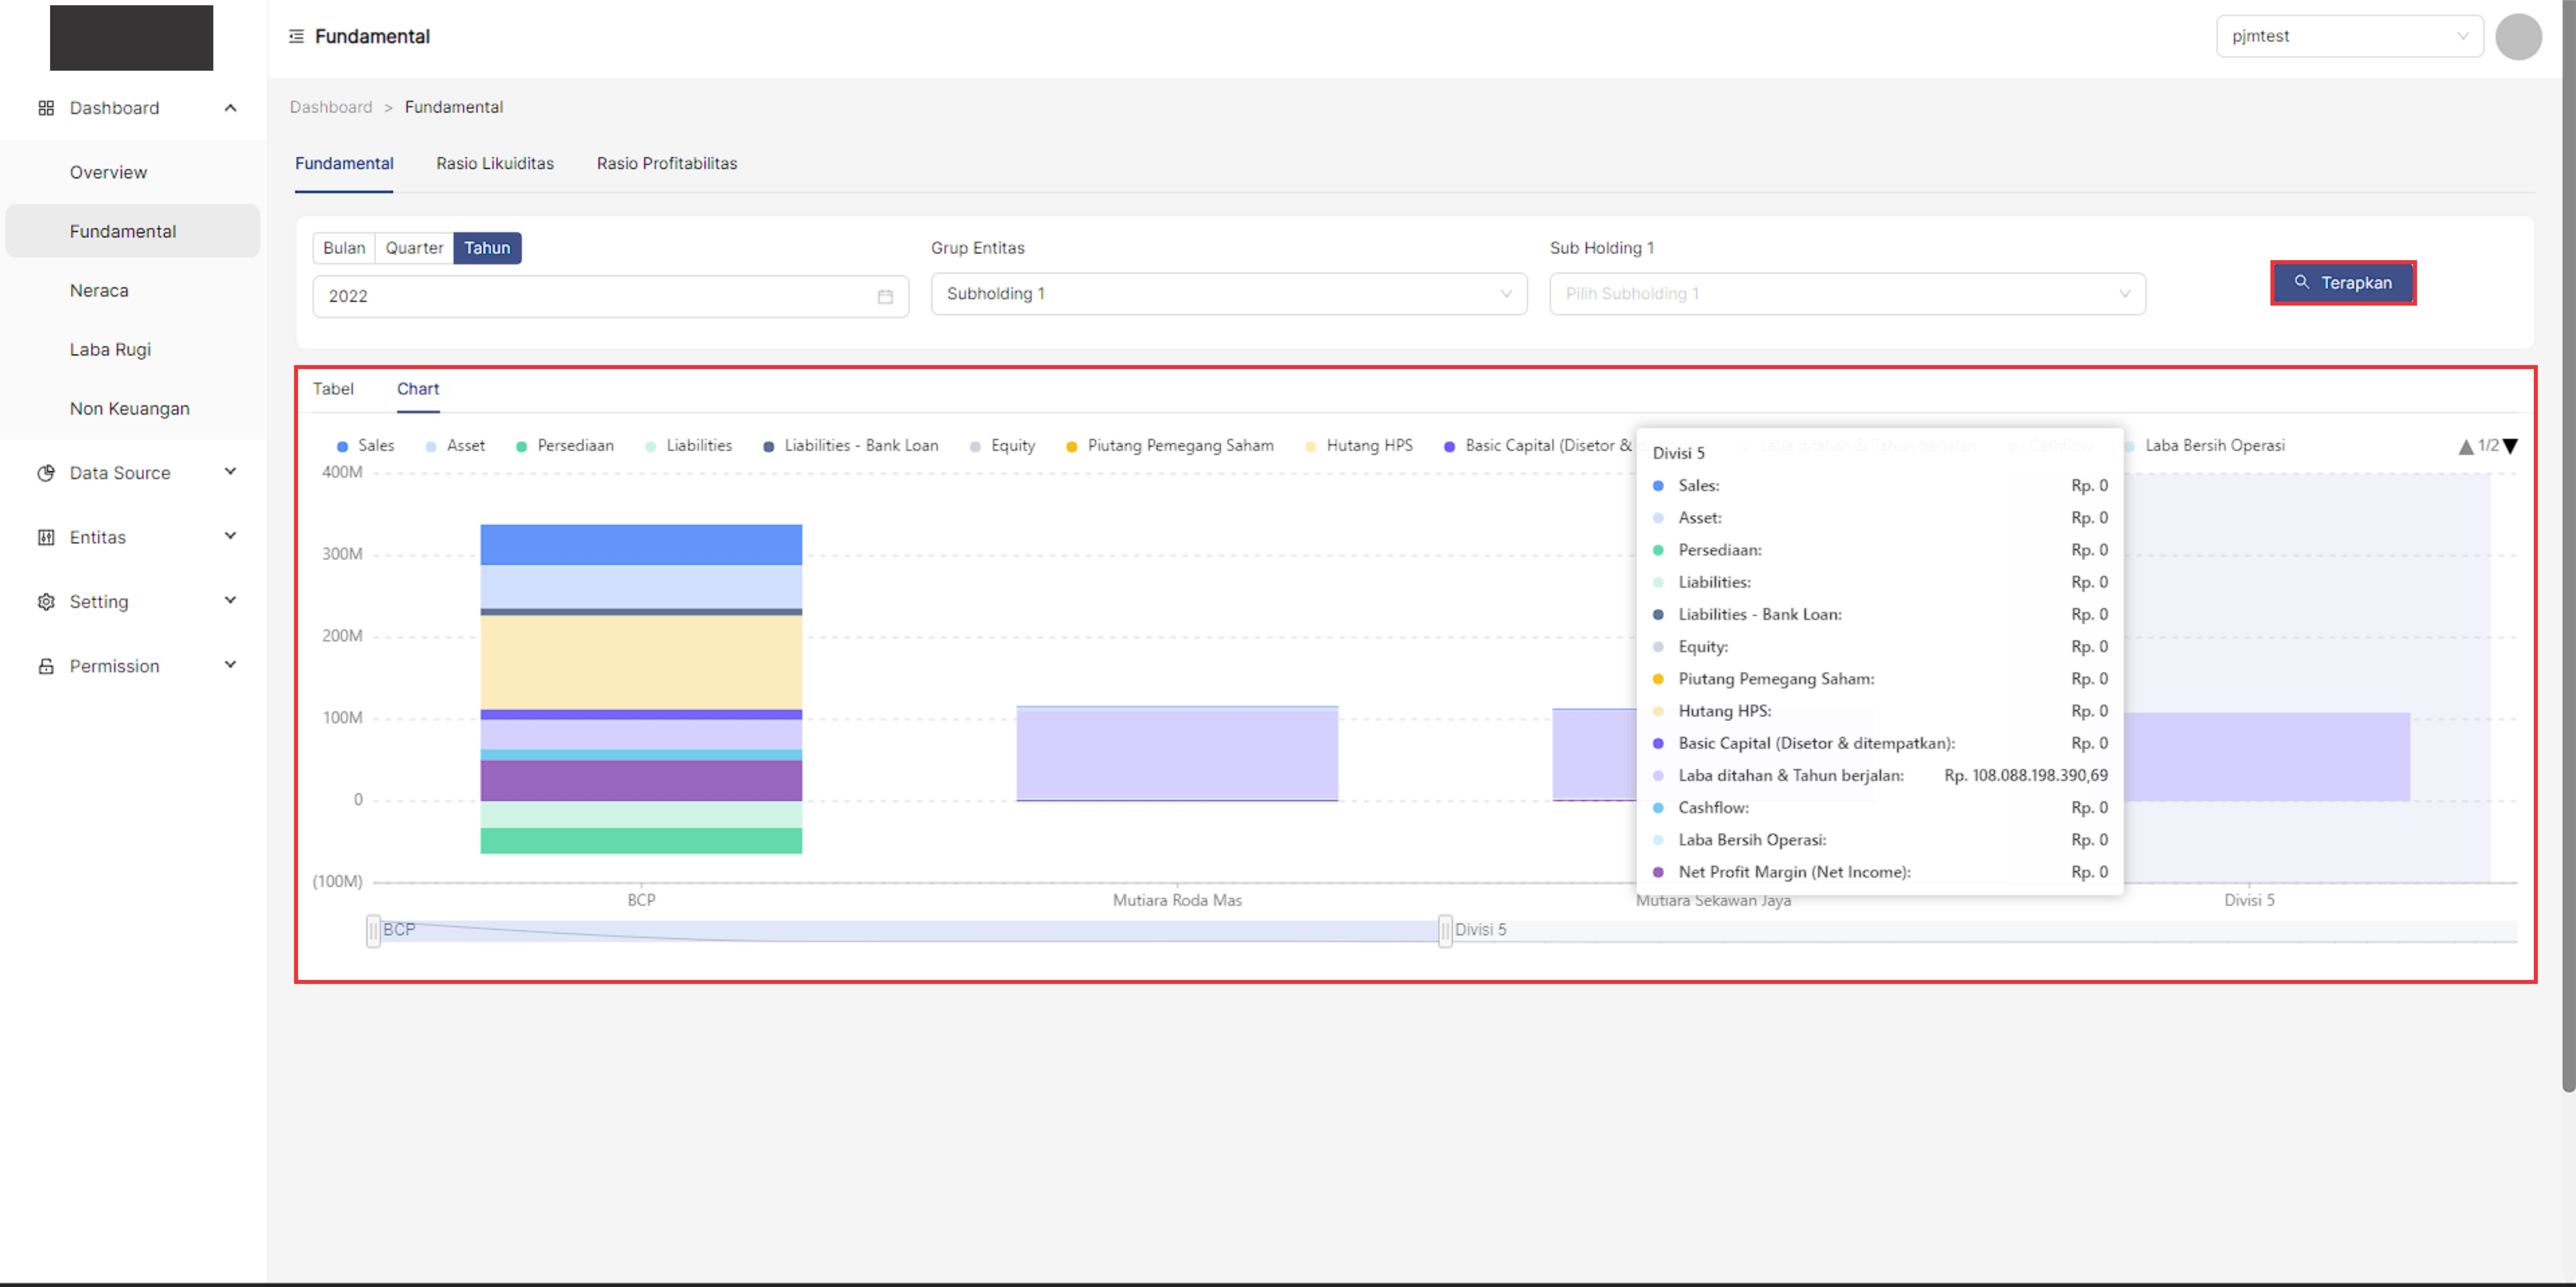 Fundamental
pjmtest
Dashboard
Overview
Fundamental
Neraca
Laba Rugi
Non Keuangan
Data Source
Entitas
Setting
Permission
Dashboard > Fundamental
Fundamental Rasio Likuiditas Rasio Profitabilitas
Bulan Quarter Tahun
2022
Grup Entitas
Subholding 1
Sub Holding 1
Pilih Subholding 1
Terapkan
Tabel Chart
Sales Asset Persediaan Liabilities Liabilities - Bank Loan Equity Piutang Pemegang Saham Hutang HPS Basic Capital (Disetor & Laba ditahan & Tahun berjalan Cashflow Laba Bersih Operasi 1/2
400M
300M
200M
100M
0
(100M)
Divisi 5
Sales: Rp. 0
Asset: Rp. 0
Persediaan: Rp. 0
Liabilities: Rp. 0
Liabilities - Bank Loan: Rp. 0
Equity: Rp. 0
Piutang Pemegang Saham: Rp. 0
Hutang HPS: Rp. 0
Basic Capital (Disetor & ditempatkan): Rp. 0
Laba ditahan & Tahun berjalan: Rp. 108.088.198.390,69
Cashflow: Rp. 0
Laba Bersih Operasi: Rp. 0
Net Profit Margin (Net Income): Rp. 0
BCP Mutiara Roda Mas Mutiara Sekawan Jaya Divisi 5
BCP Divisi 5